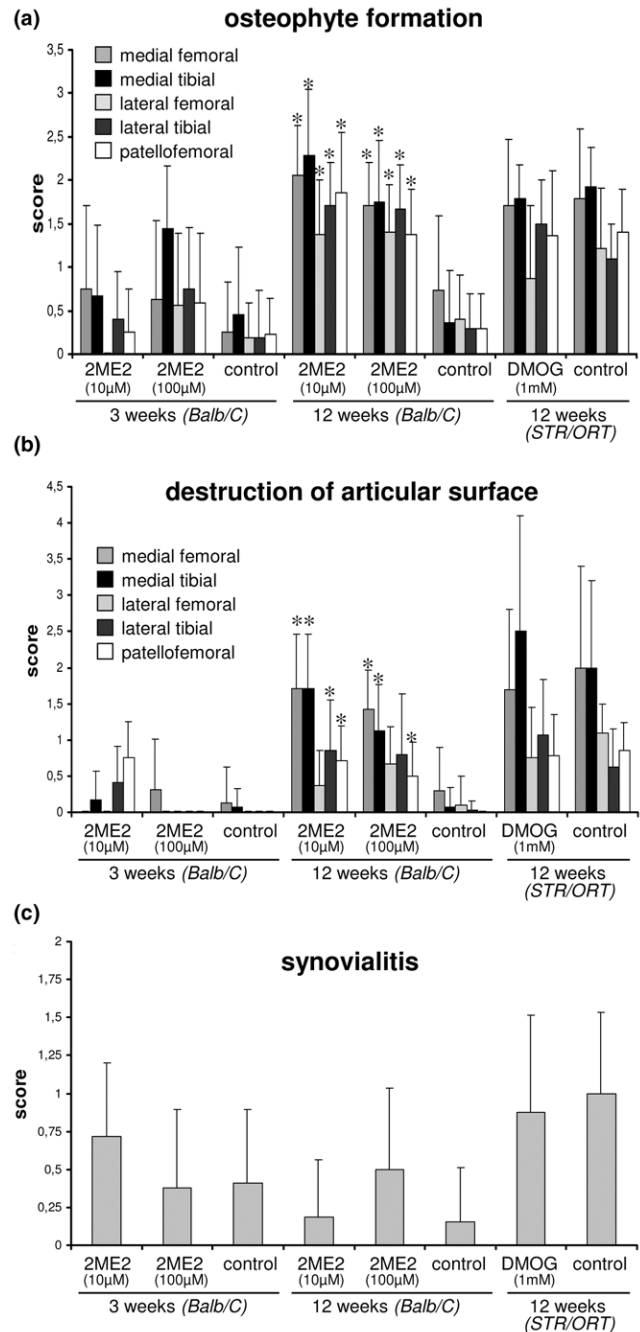 (a)
osteophyte formation
3,5
3
2,5
2
1,5
1
0,5
0
score
medial femoral
medial tibial
lateral femoral
lateral tibial
patellofemoral
* * * * * * * * * *
2ME2 2ME2 control 2ME2 2ME2 control DMOG control
(10µM) (100µM) (10µM) (100µM) (1mM)
3 weeks (Balb/C) 12 weeks (Balb/C) 12 weeks
(STR/ORT)
(b)
destruction of articular surface
4,5
4
3,5
3
2,5
2
1,5
1
0,5
0
score
medial femoral
medial tibial
lateral femoral
lateral tibial
patellofemoral
** * * * * *
2ME2 2ME2 control 2ME2 2ME2 control DMOG control
(10µM) (100µM) (10µM) (100µM) (1mM)
3 weeks (Balb/C) 12 weeks (Balb/C) 12 weeks
(STR/ORT)
(c)
synovialitis
2
1,75
1,5
1,25
1
0,75
0,5
0,25
0
score
2ME2 2ME2 control 2ME2 2ME2 control DMOG control
(10µM) (100µM) (10µM) (100µM) (1mM)
3 weeks (Balb/C) 12 weeks (Balb/C) 12 weeks
(STR/ORT)